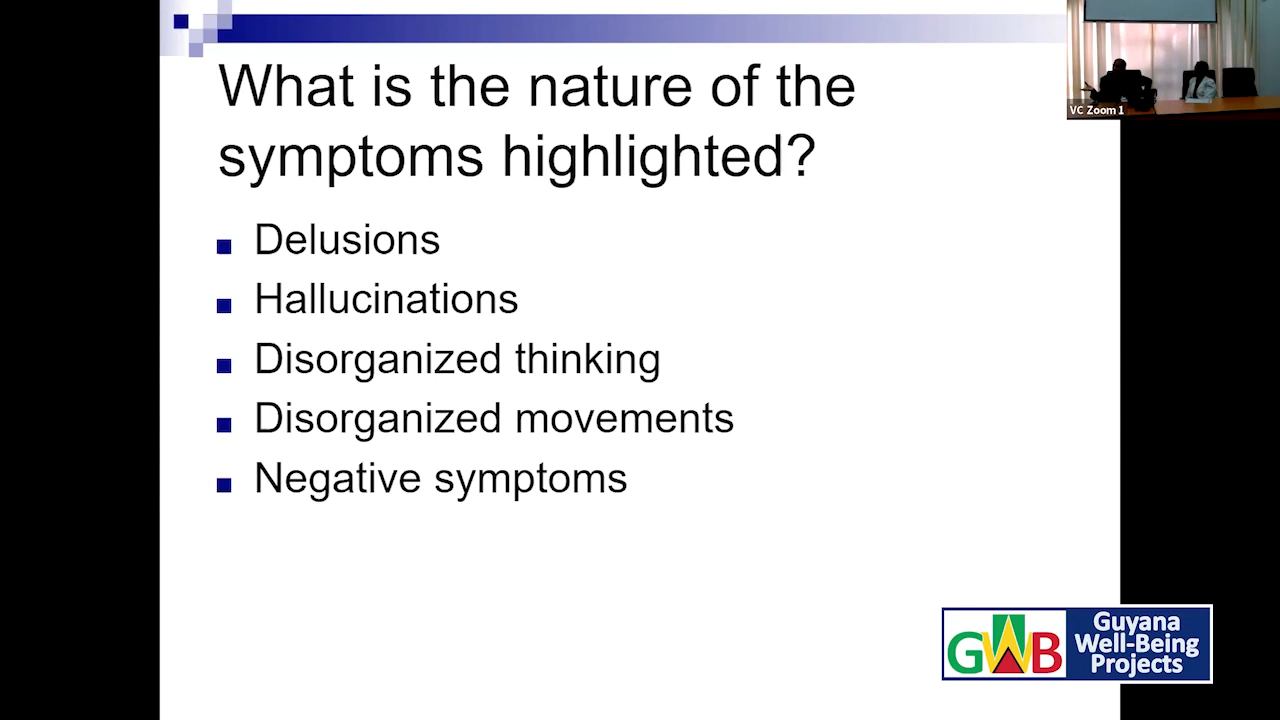 What is the nature of the
symptoms highlighted?
Delusions
Hallucinations
Disorganized thinking
Disorganized movements
Negative symptoms
VC Zoom 1
GWB
Guyana
Well-Being
Projects